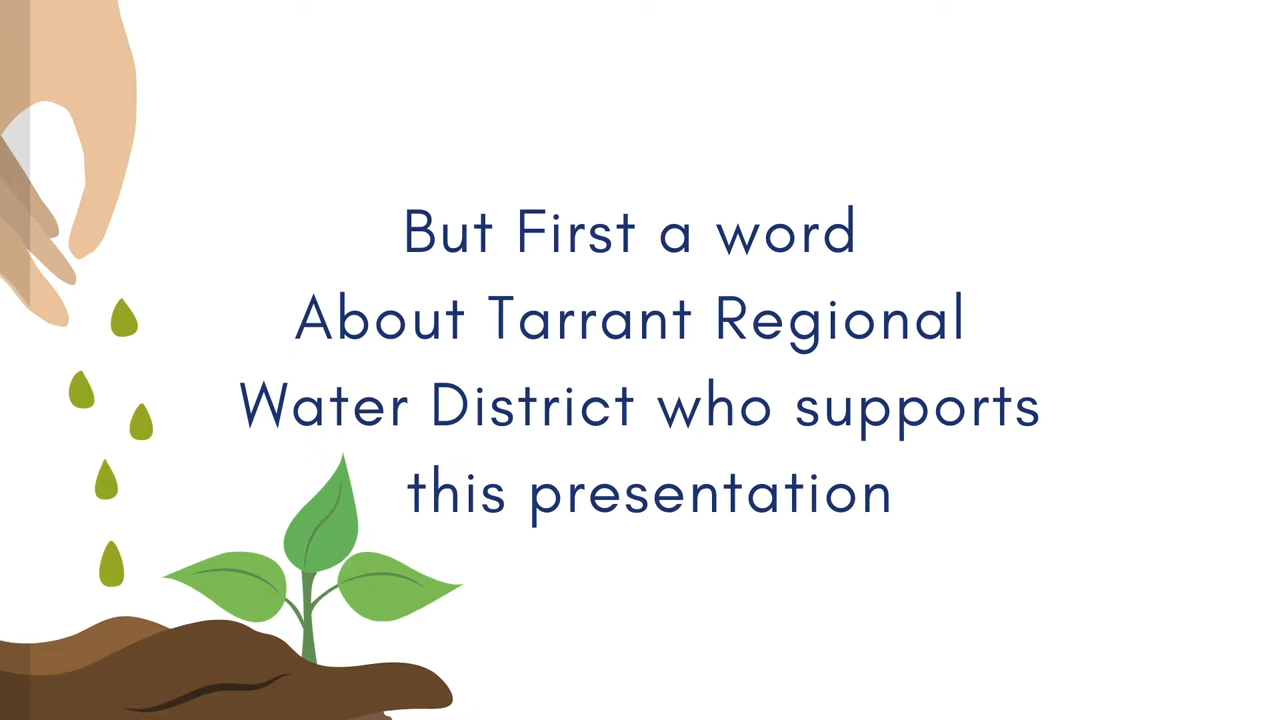 But First a word
About Tarrant Regional
Water District who supports
this presentation